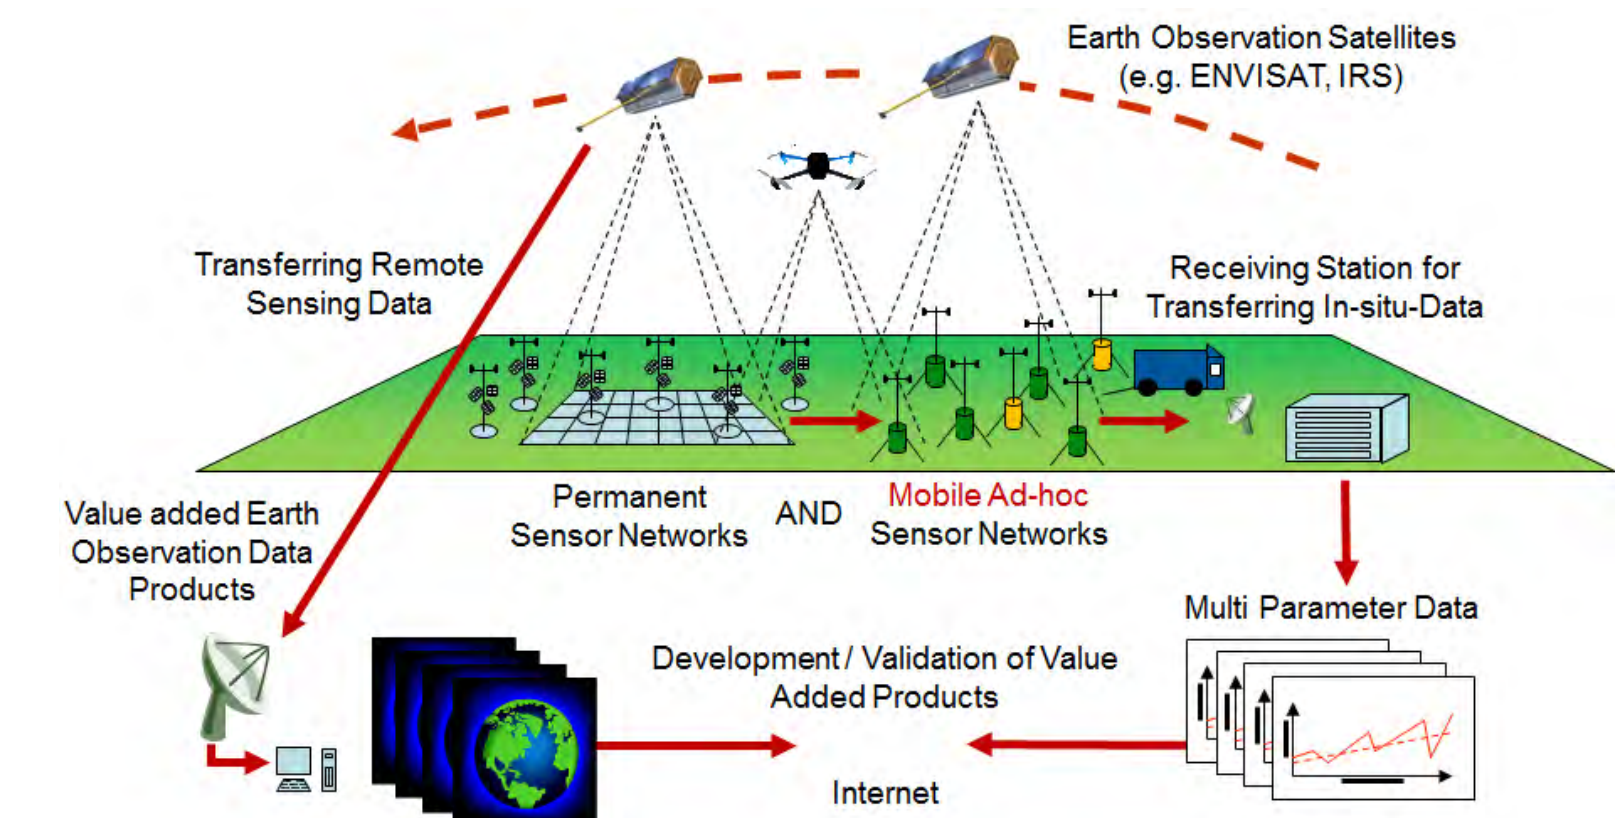 Earth Observation Satellites
(e.g. ENVISAT, IRS)
Transferring Remote
Sensing Data
Receiving Station for
Transferring In-situ-Data
Permanent
Sensor Networks
AND
Mobile Ad-hoc
Sensor Networks
Value added Earth
Observation Data
Products
Multi Parameter Data
Development / Validation of Value
Added Products
Internet